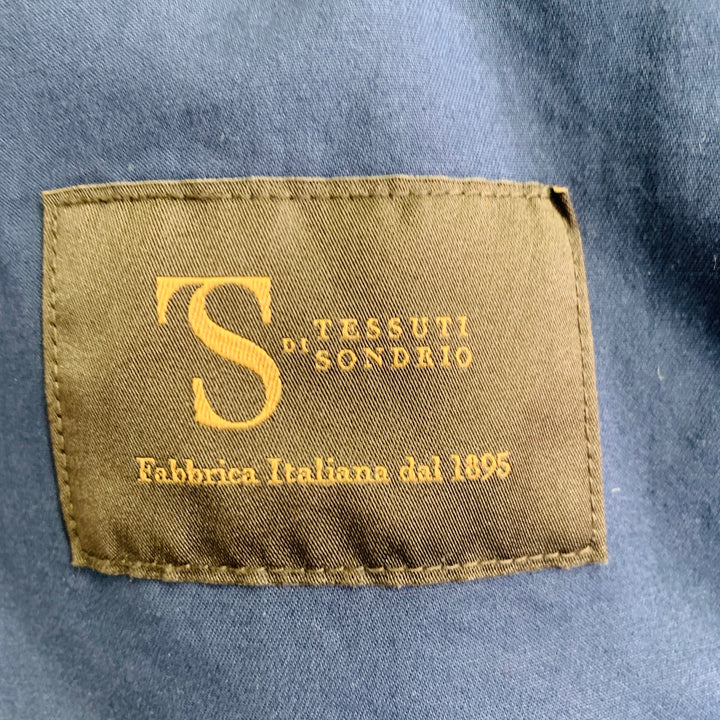 TS
TESSUTI
DI SONDRIO
Fabbrica Italiana dal 1895